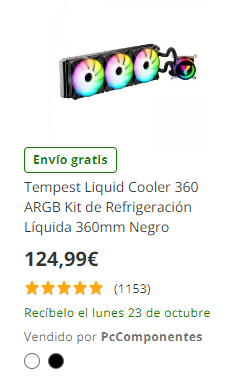 Envío gratis
Tempest Liquid Cooler 360
ARGB Kit de Refrigeración
Líquida 360mm Negro
124,99€
(1153)
Recíbelo el lunes 23 de octubre
Vendido por PcComponentes